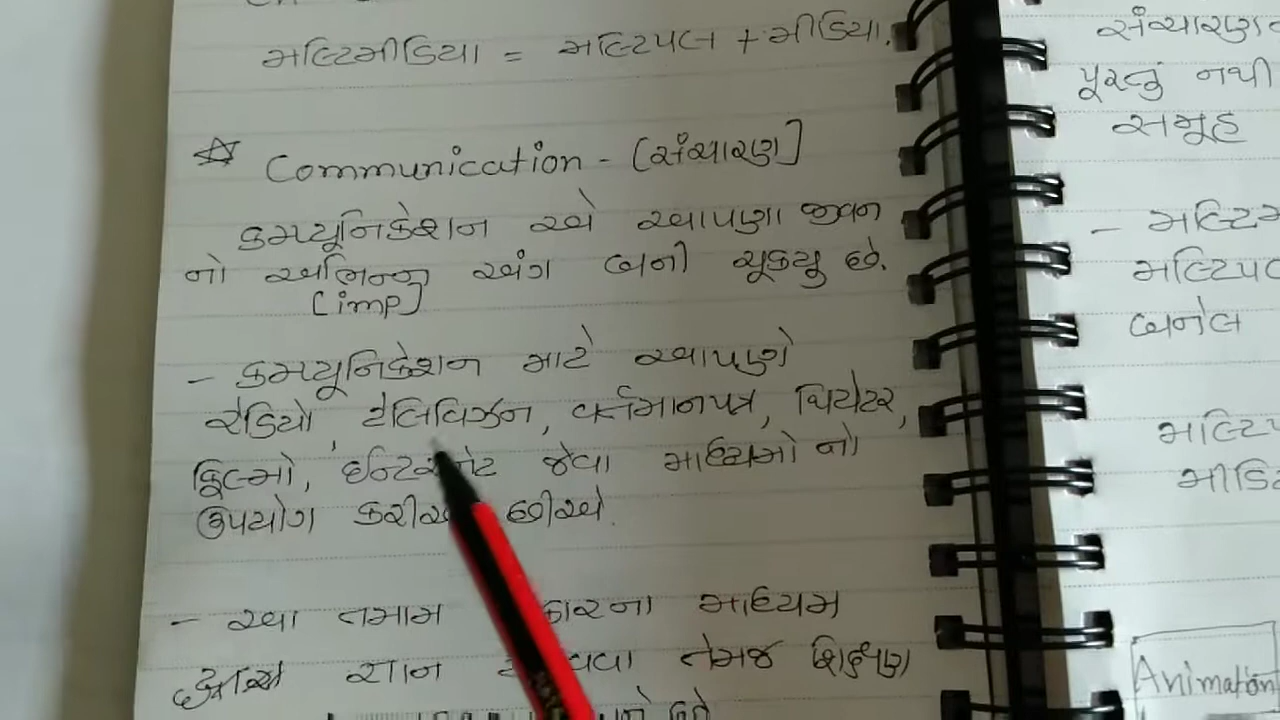 મલ્ટિમીડિયા = મલ્ટિપલ + મીડિયા.
☆ Communication - [સંચારણ]
કમ્યૂનિકેશન એ આપણા જીવન
નો અભિન્ન અંગ બની ચૂક્યુ છે.
[imp]
- કમ્યૂનિકેશન માટે આપણે
રેડિયો, ટેલિવિઝન, વર્તમાનપત્ર, થિયેટર,
ફિલ્મો, ઇન્ટરનેટ જેવા માધ્યમો નો
ઉપયોગ કરીએ છીએ.
- આ તમામ કારના માધ્યમ
જ્ઞાન તેમજ શિક્ષણ
સંચારણ
પૂરતું નથી
સમૂહ
- મલ્ટિમ
મલ્ટિપલ
બનેલ
મલ્ટિપ
મીડિ
Animation